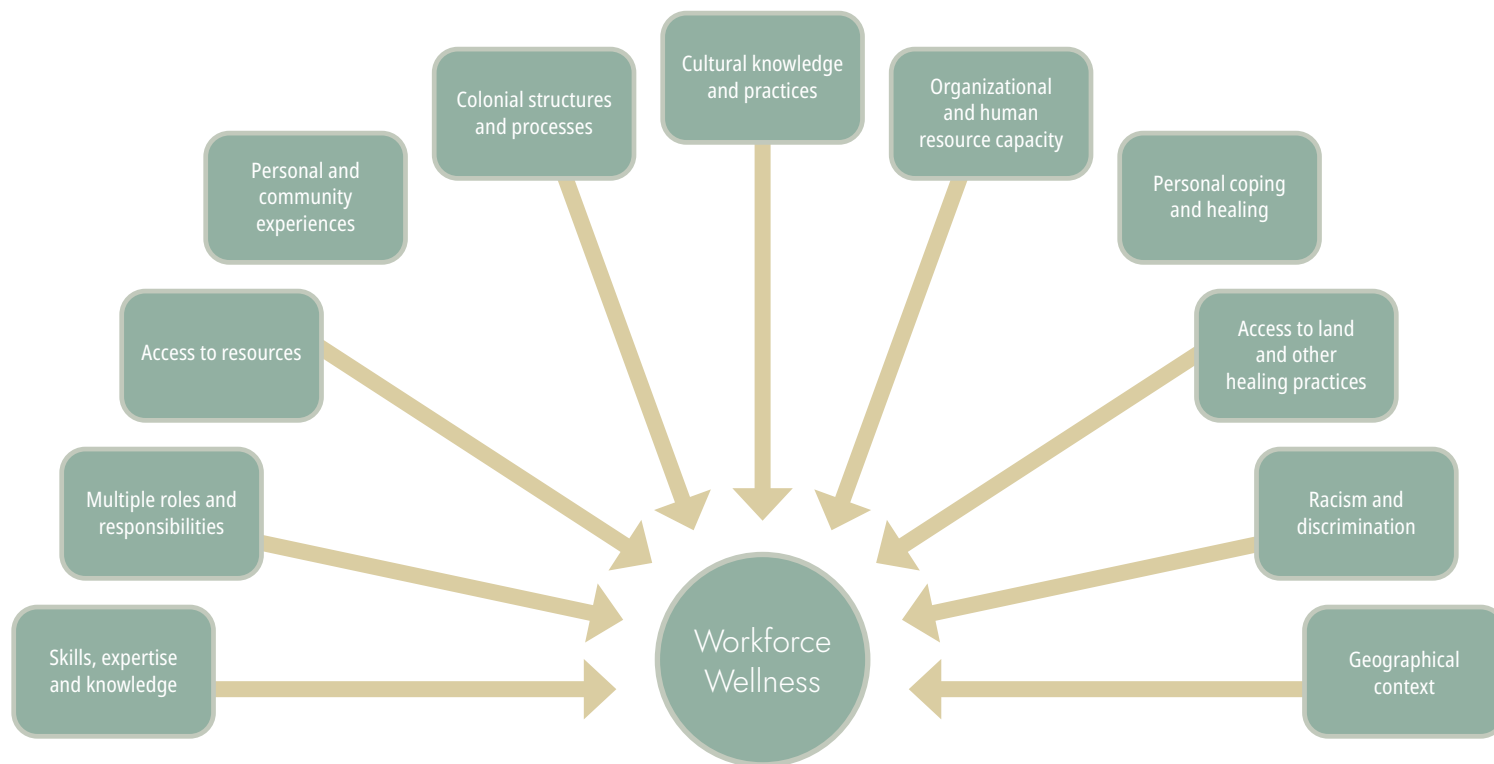 Cultural knowledge
and practices
Colonial structures
and processes
Organizational
and human
resource capacity
Personal and
community
experiences
Personal coping
and healing
Access to resources
Access to land
and other
healing practices
Multiple roles and
responsibilities
Racism and
discrimination
Skills, expertise
and knowledge
Workforce
Wellness
Geographical
context